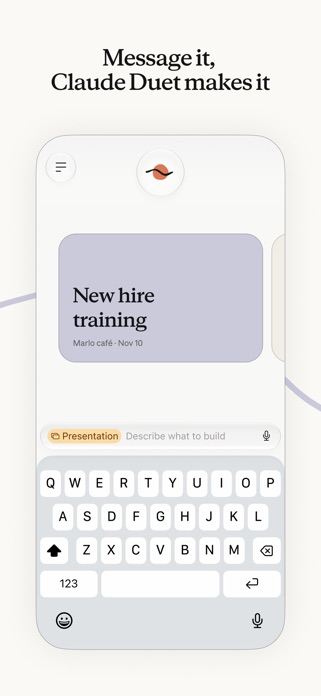 Message it,
Claude Duet makes it
New hire
training
Marlo café · Nov 10
Presentation Describe what to build
Q W E R T Y U I O P
A S D F G H J K L
Z X C V B N M
123